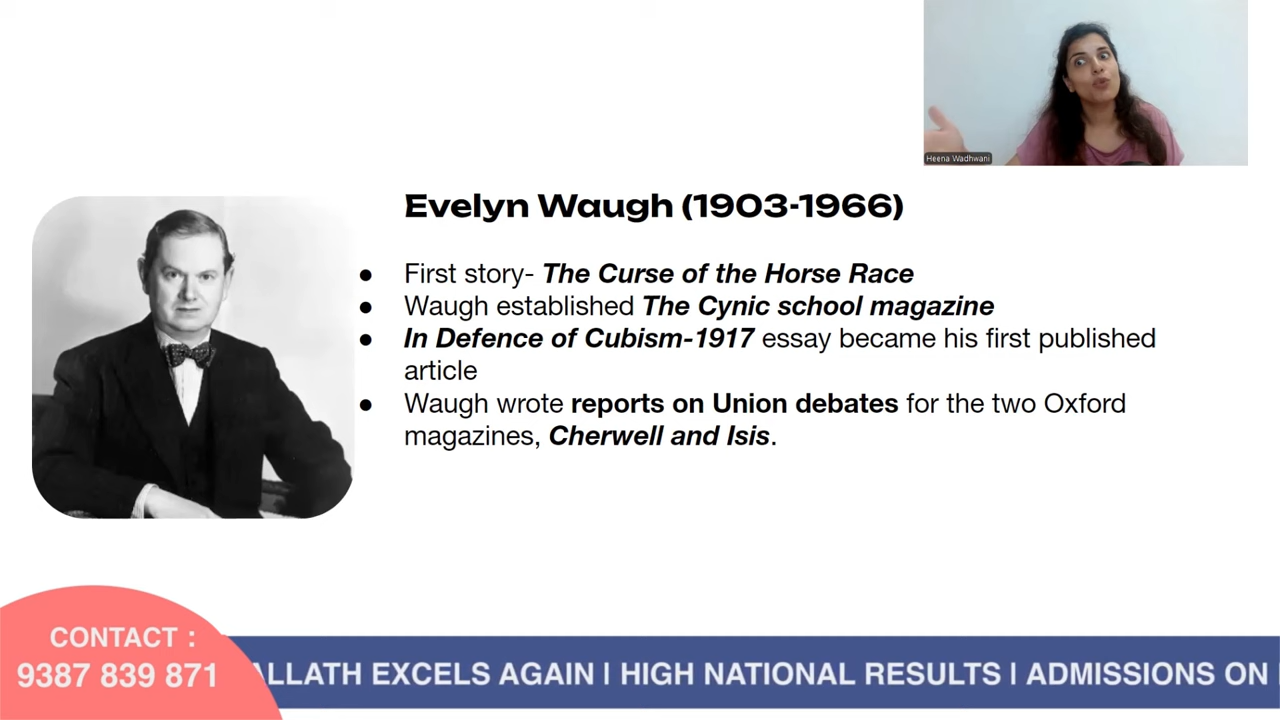 Heena Wadhwani
Evelyn Waugh (1903-1966)
● First story- The Curse of the Horse Race
● Waugh established The Cynic school magazine
● In Defence of Cubism-1917 essay became his first published
article
● Waugh wrote reports on Union debates for the two Oxford
magazines, Cherwell and Isis.
CONTACT :
9387 839 871
ALLATH EXCELS AGAIN | HIGH NATIONAL RESULTS | ADMISSIONS ON